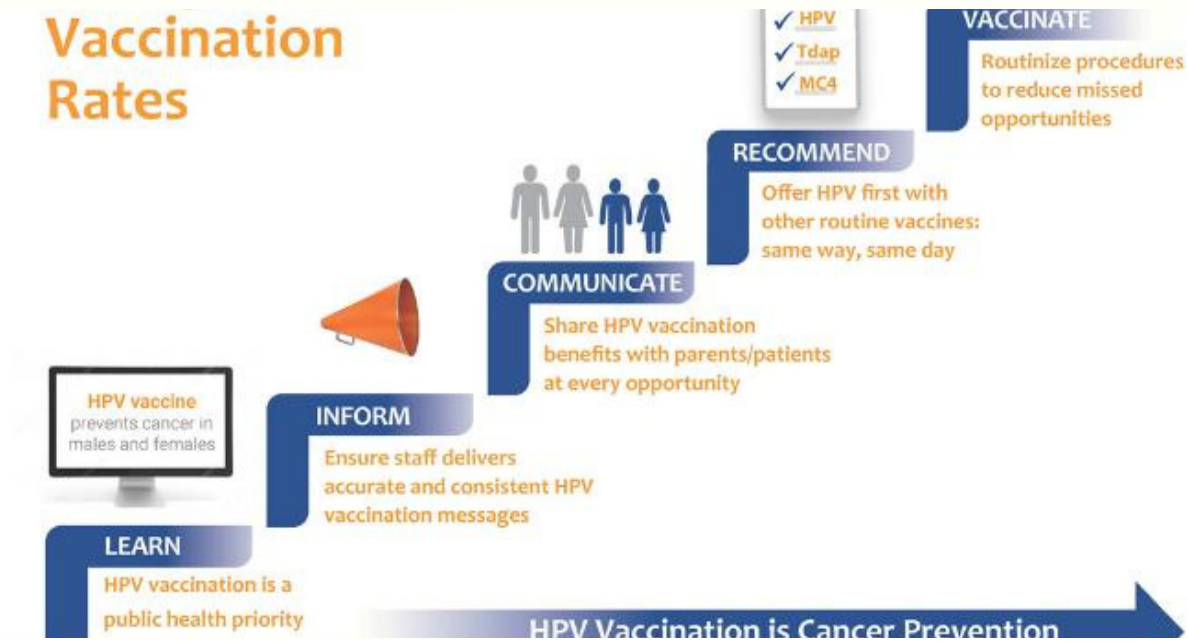 Vaccination
Rates
HPV
Tdap
MC4
VACCINATE
Routinize procedures
to reduce missed
opportunities
RECOMMEND
Offer HPV first with
other routine vaccines:
same way, same day
COMMUNICATE
Share HPV vaccination
benefits with parents/patients
at every opportunity
INFORM
Ensure staff delivers
accurate and consistent HPV
vaccination messages
HPV vaccine
prevents cancer in
males and females
LEARN
HPV vaccination is a
public health priority
HPV Vaccination is Cancer Prevention